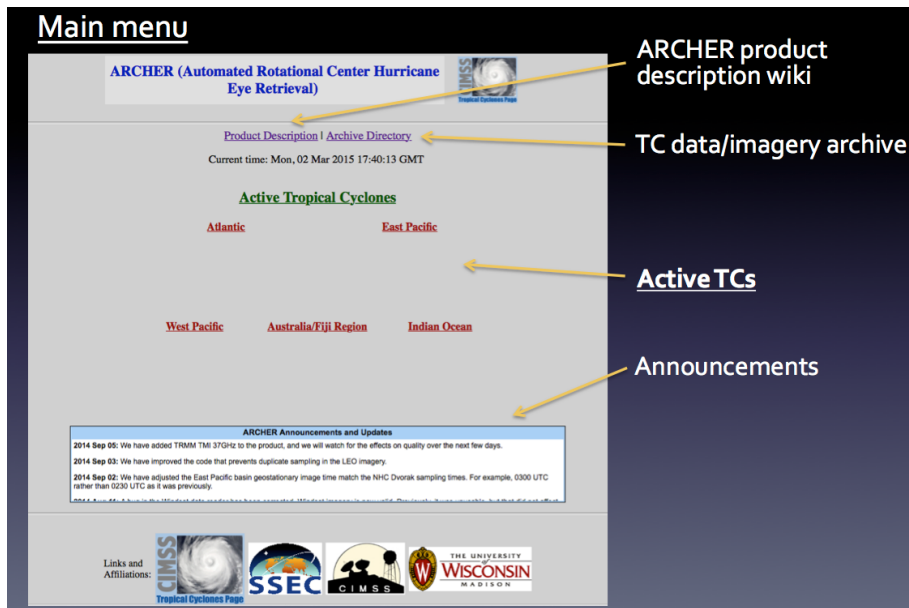 Main menu
ARCHER (Automated Rotational Center Hurricane
Eye Retrieval)
CIMSS
Tropical Cyclones Page
ARCHER product
description wiki
Product Description | Archive Directory
TC data/imagery archive
Current time: Mon, 02 Mar 2015 17:40:13 GMT
Active Tropical Cyclones
Atlantic East Pacific
Active TCs
West Pacific Australia/Fiji Region Indian Ocean
Announcements
ARCHER Announcements and Updates
2014 Sep 05: We have added TRMM TMI 37GHz to the product, and we will watch for the effects on quality over the next few days.
2014 Sep 03: We have improved the code that prevents duplicate sampling in the LEO imagery.
2014 Sep 02: We have adjusted the East Pacific basin geostationary image time match the NHC Dvorak sampling times. For example, 0300 UTC
rather than 0230 UTC as it was previously.
Links and
Affiliations:
CIMSS
Tropical Cyclones Page
SSEC
CIMSS
THE UNIVERSITY
of
WISCONSIN
MADISON